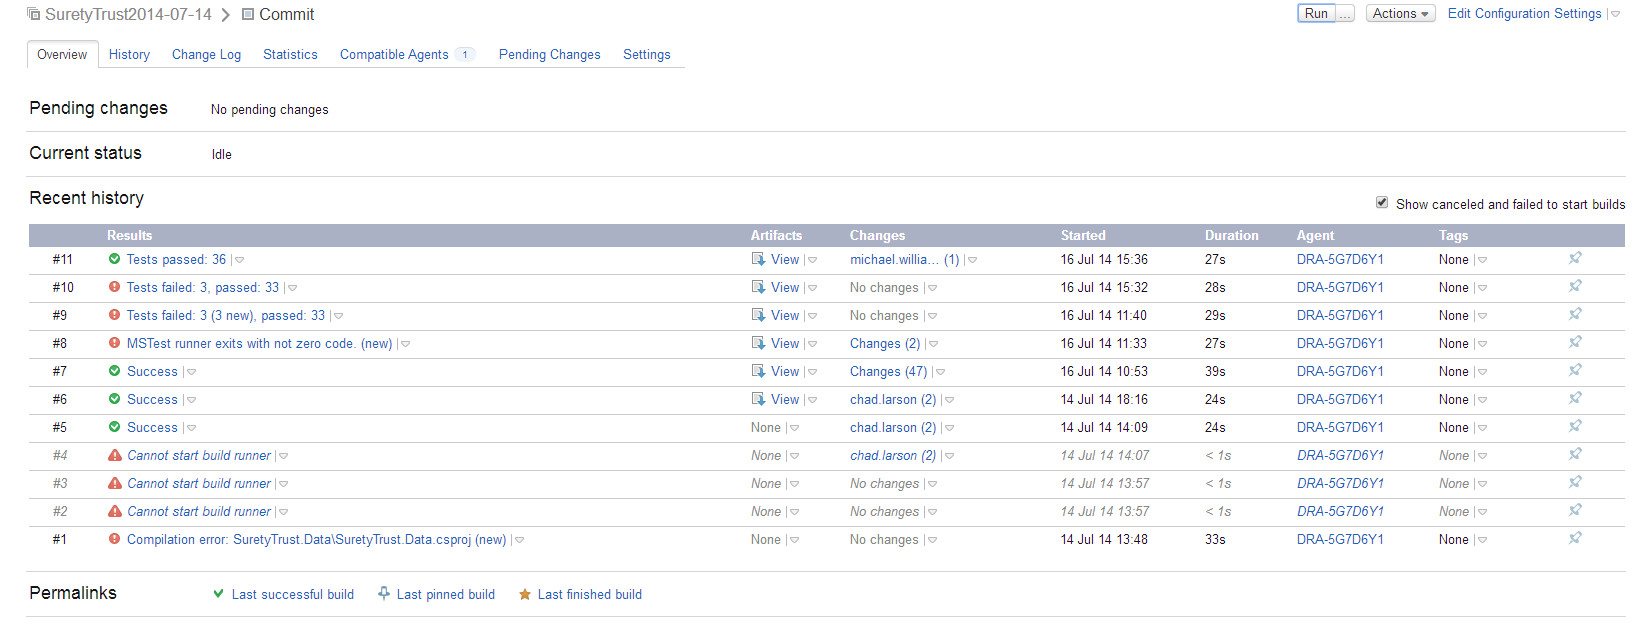 SuretyTrust2014-07-14 Commit Run ... Actions Edit Configuration Settings
Overview History Change Log Statistics Compatible Agents 1 Pending Changes Settings
Pending changes No pending changes
Current status Idle
Recent history
Show canceled and failed to start builds
Results Artifacts Changes Started Duration Agent Tags
#11 Tests passed: 36 View michael.willia... (1) 16 Jul 14 15:36 27s DRA-5G7D6Y1 None
#10 Tests failed: 3, passed: 33 View No changes 16 Jul 14 15:32 28s DRA-5G7D6Y1 None
#9 Tests failed: 3 (3 new), passed: 33 View No changes 16 Jul 14 11:40 29s DRA-5G7D6Y1 None
#8 MSTest runner exits with not zero code. (new) View Changes (2) 16 Jul 14 11:33 27s DRA-5G7D6Y1 None
#7 Success View Changes (47) 16 Jul 14 10:53 39s DRA-5G7D6Y1 None
#6 Success View chad.larson (2) 14 Jul 14 18:16 24s DRA-5G7D6Y1 None
#5 Success None chad.larson (2) 14 Jul 14 14:09 24s DRA-5G7D6Y1 None
#4 Cannot start build runner None chad.larson (2) 14 Jul 14 14:07 < 1s DRA-5G7D6Y1 None
#3 Cannot start build runner None No changes 14 Jul 14 13:57 < 1s DRA-5G7D6Y1 None
#2 Cannot start build runner None No changes 14 Jul 14 13:57 < 1s DRA-5G7D6Y1 None
#1 Compilation error: SuretyTrust.Data\SuretyTrust.Data.csproj (new) None No changes 14 Jul 14 13:48 33s DRA-5G7D6Y1 None
Permalinks Last successful build Last pinned build Last finished build